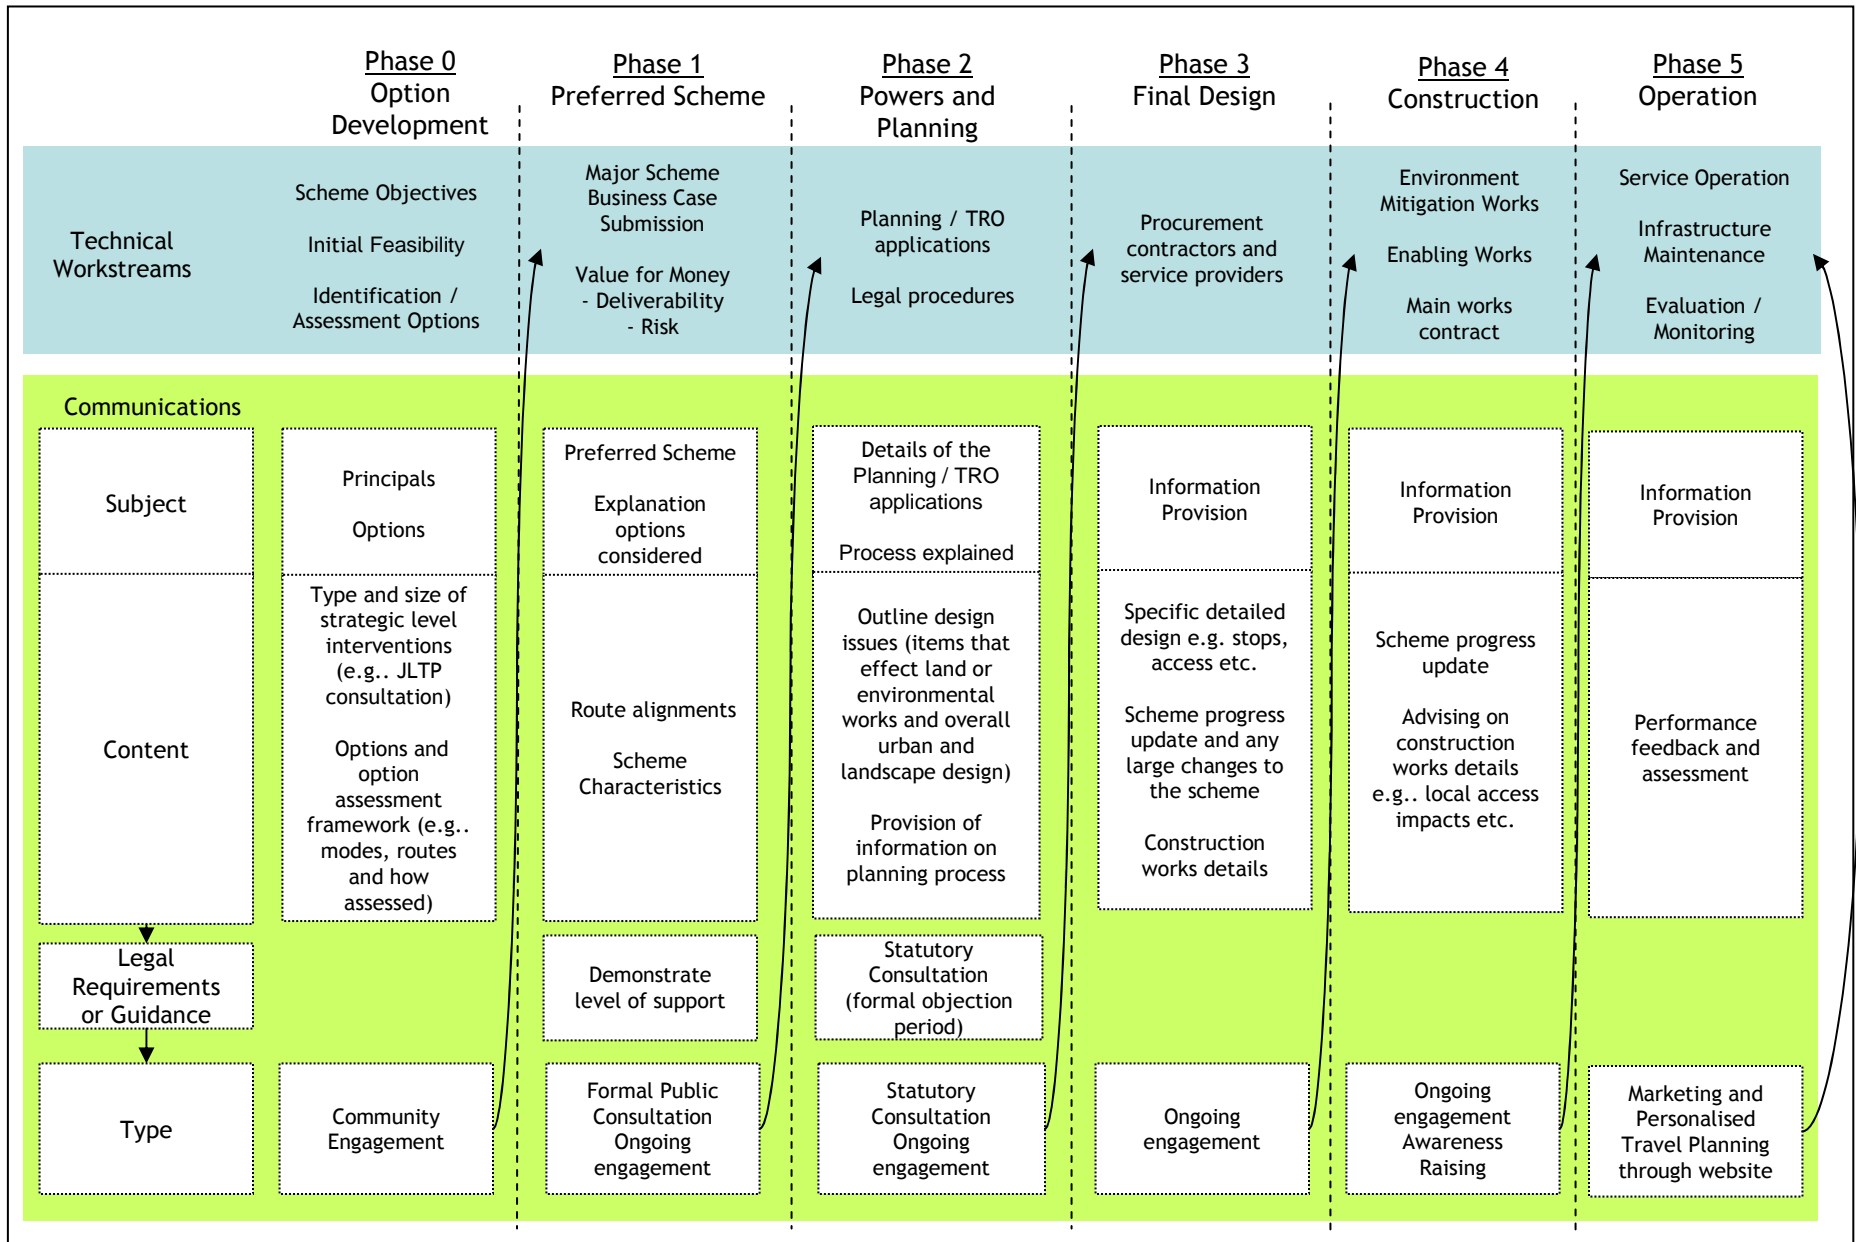 Phase 0
Option
Development
Phase 1
Preferred Scheme
Phase 2
Powers and
Planning
Phase 3
Final Design
Phase 4
Construction
Phase 5
Operation
Technical
Workstreams
Scheme Objectives
Initial Feasibility
Identification /
Assessment Options
Major Scheme
Business Case
Submission
Value for Money
- Deliverability
- Risk
Planning / TRO
applications
Legal procedures
Procurement
contractors and
service providers
Environment
Mitigation Works
Enabling Works
Main works
contract
Service Operation
Infrastructure
Maintenance
Evaluation /
Monitoring
Communications
Subject
Principals
Options
Preferred Scheme
Explanation
options
considered
Details of the
Planning / TRO
applications
Process explained
Information
Provision
Information
Provision
Information
Provision
Content
Type and size of
strategic level
interventions
(e.g.. JLTP
consultation)
Options and
option
assessment
framework (e.g..
modes, routes
and how
assessed)
Route alignments
Scheme
Characteristics
Outline design
issues (items that
effect land or
environmental
works and overall
urban and
landscape design)
Provision of
information on
planning process
Specific detailed
design e.g. stops,
access etc.
Scheme progress
update and any
large changes to
the scheme
Construction
works details
Scheme progress
update
Advising on
construction
works details
e.g.. local access
impacts etc.
Performance
feedback and
assessment
Legal
Requirements
or Guidance
Demonstrate
level of support
Statutory
Consultation
(formal objection
period)
Type
Community
Engagement
Formal Public
Consultation
Ongoing
engagement
Statutory
Consultation
Ongoing
engagement
Ongoing
engagement
Ongoing
engagement
Awareness
Raising
Marketing and
Personalised
Travel Planning
through website